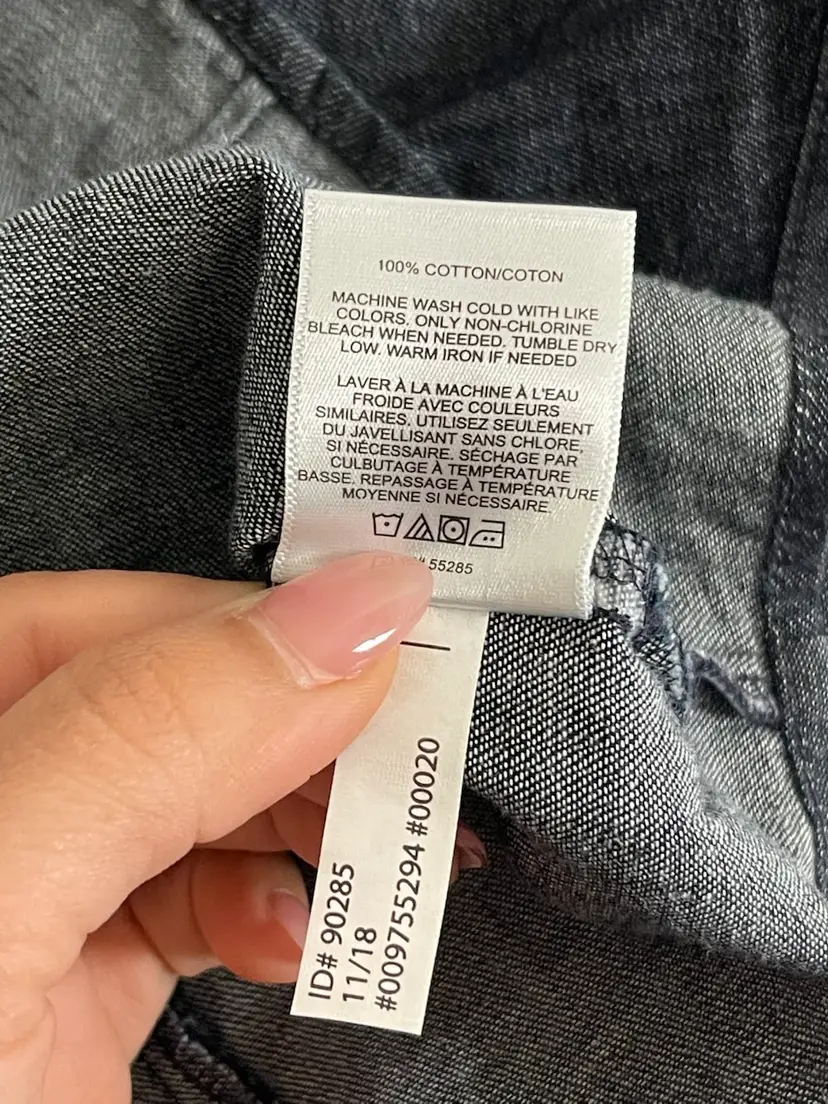 100% COTTON/COTON
MACHINE WASH COLD WITH LIKE
COLORS. ONLY NON-CHLORINE
BLEACH WHEN NEEDED. TUMBLE DRY
LOW. WARM IRON IF NEEDED
LAVER À LA MACHINE À L'EAU
FROIDE AVEC COULEURS
SIMILAIRES. UTILISEZ SEULEMENT
DU JAVELLISANT SANS CHLORE,
SI NÉCESSAIRE. SÉCHAGE PAR
CULBUTAGE À TEMPÉRATURE
BASSE. REPASSAGE À TEMPÉRATURE
MOYENNE SI NÉCESSAIRE.
# 55285
ID# 90285
11/18
#009755294 #00020